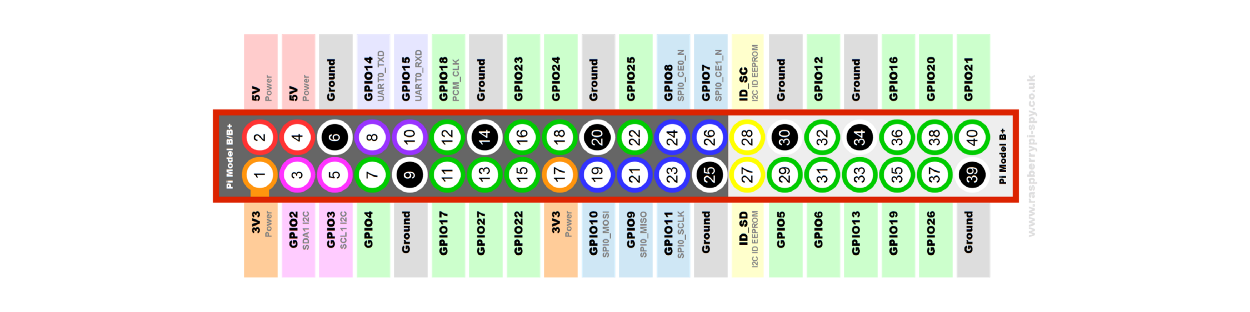 5V
Power
5V
Power
Ground
GPIO14
UART0_TXD
GPIO15
UART0_RXD
GPIO18
PCM_CLK
Ground
GPIO23
GPIO24
Ground
GPIO25
GPIO8
SPI0_CE0_N
GPIO7
SPI0_CE1_N
ID_SC
I2C ID EEPROM
Ground
GPIO12
Ground
GPIO16
GPIO20
GPIO21
Pi Model B/B+
2 4 6 8 10 12 14 16 18 20 22 24 26 28 30 32 34 36 38 40
1 3 5 7 9 11 13 15 17 19 21 23 25 27 29 31 33 35 37 39
Pi Model B+
3V3
Power
GPIO2
SDA1 I2C
GPIO3
SCL1 I2C
GPIO4
Ground
GPIO17
GPIO27
GPIO22
3V3
Power
GPIO10
SPI0_MOSI
GPIO9
SPI0_MISO
GPIO11
SPI0_SCLK
Ground
ID_SD
I2C ID EEPROM
GPIO5
GPIO6
GPIO13
GPIO19
GPIO26
Ground
www.raspberrypi-spy.co.uk